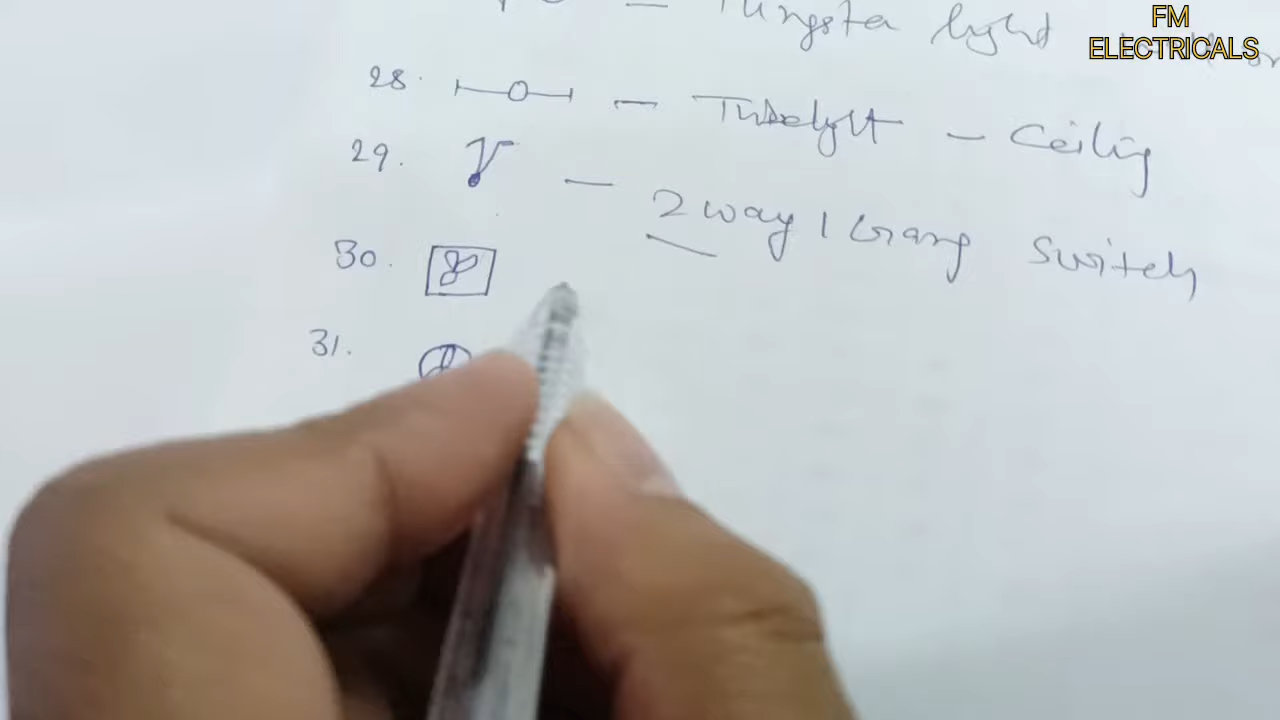 FM
ELECTRICALS
— Tungsten light
28. — Tubelight — Ceiling
29. — 2 way 1 Gang Switch
30.
31.